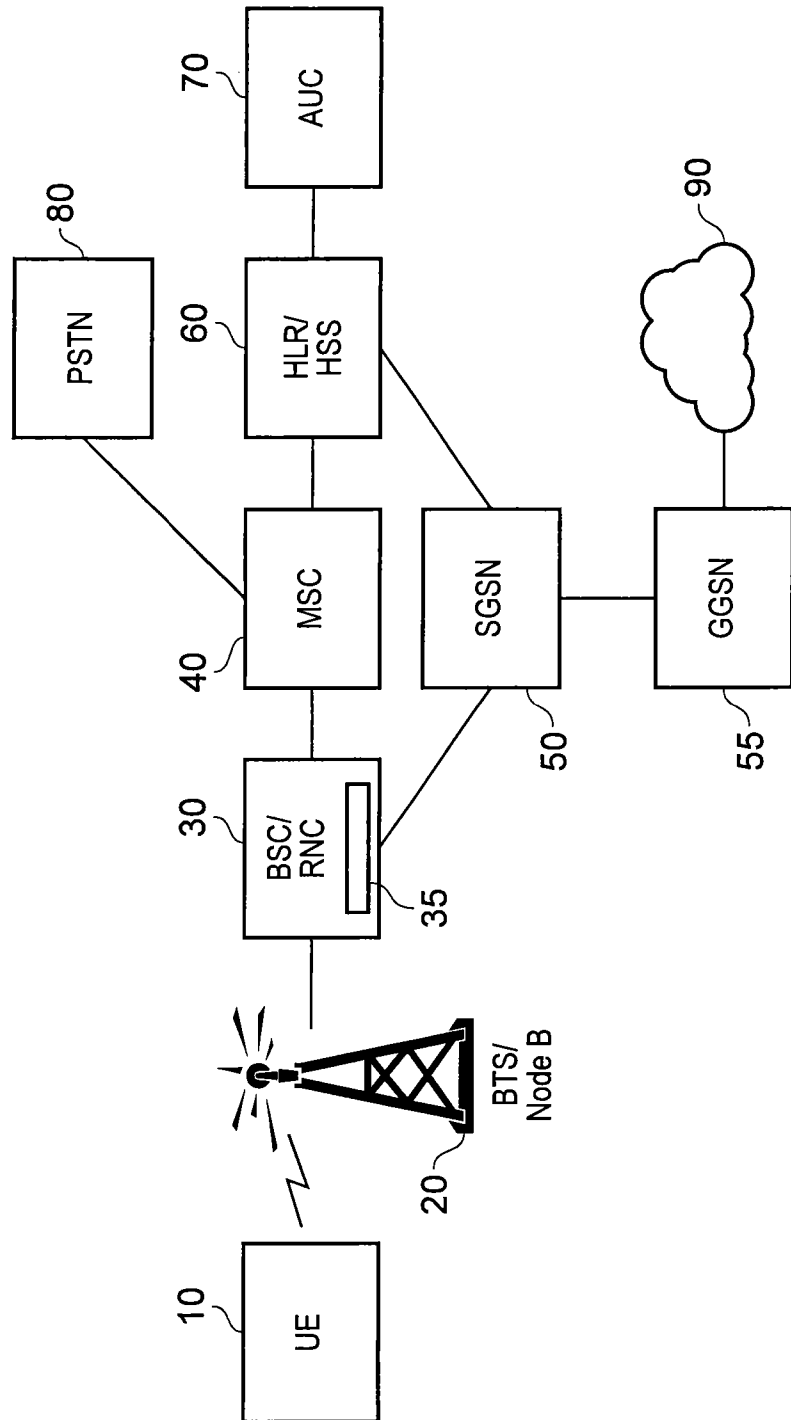 10
UE
20
BTS/
Node B
30
BSC/
RNC
35
40
MSC
50
SGSN
55
GGSN
60
HLR/
HSS
70
AUC
80
PSTN
90